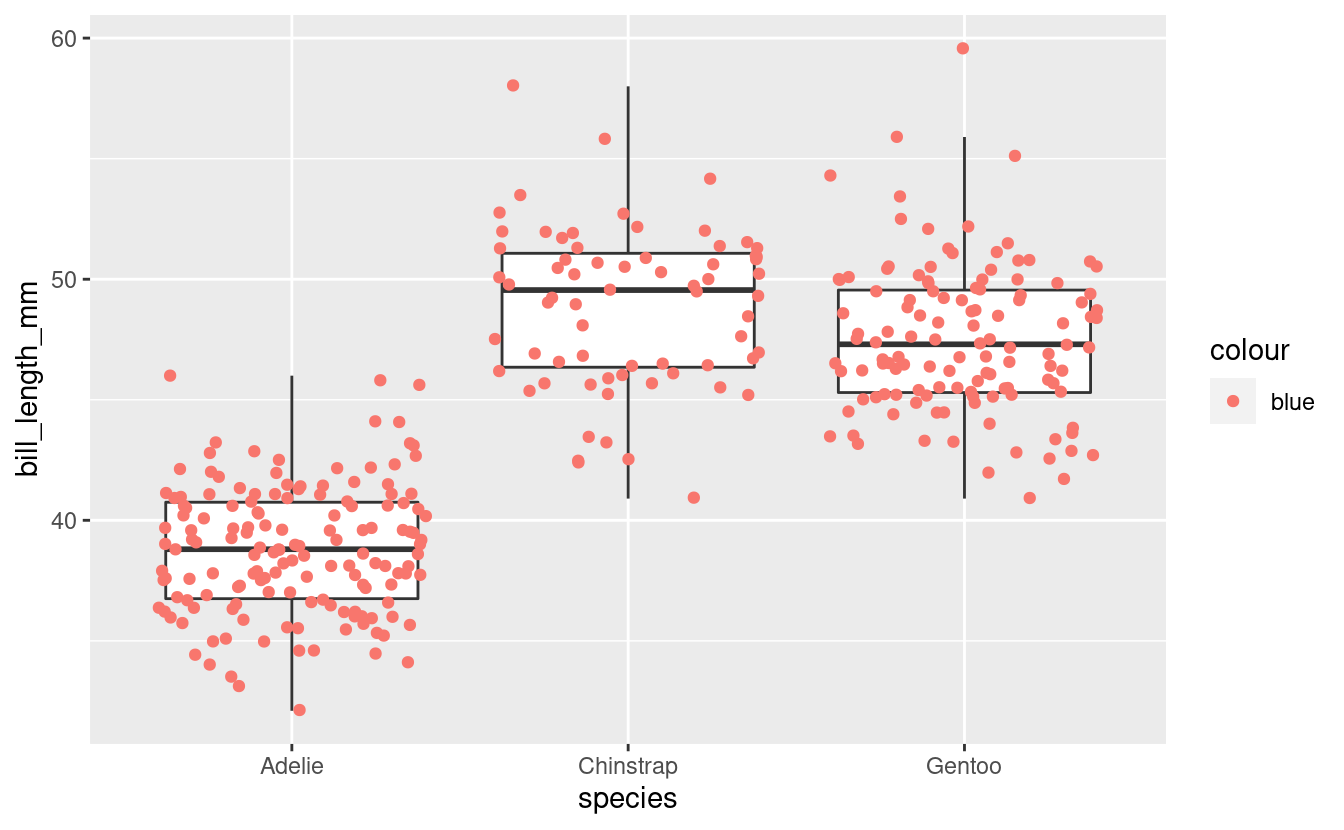 60
50
40
bill_length_mm
Adelie
Chinstrap
Gentoo
species
colour
blue